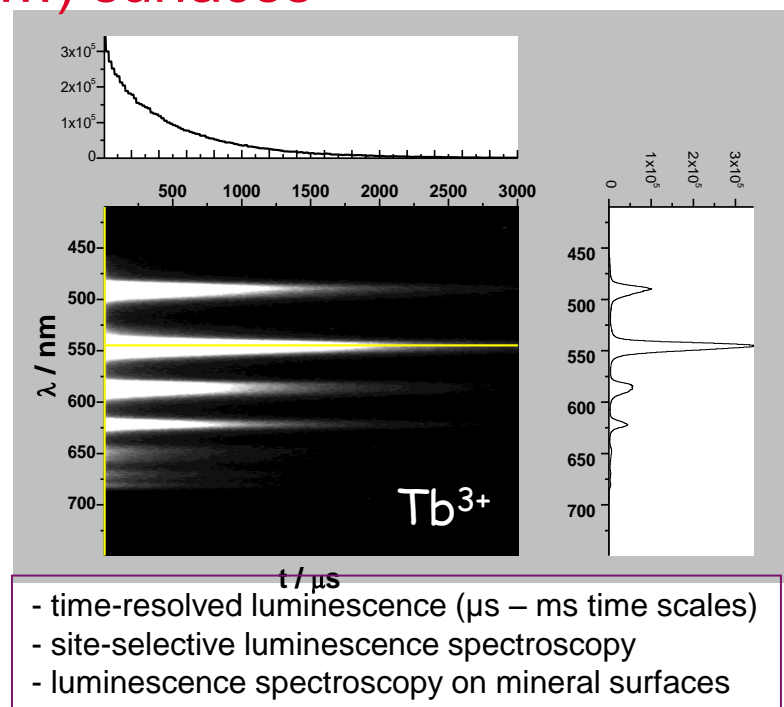 3x10⁵
2x10⁵
1x10⁵
0
500 1000 1500 2000 2500 3000
450
500
550
600
650
700
λ / nm
Tb³⁺
t / µs
0 1x10⁵ 2x10⁵ 3x10⁵
450
500
550
600
650
700
- time-resolved luminescence (µs – ms time scales)
- site-selective luminescence spectroscopy
- luminescence spectroscopy on mineral surfaces